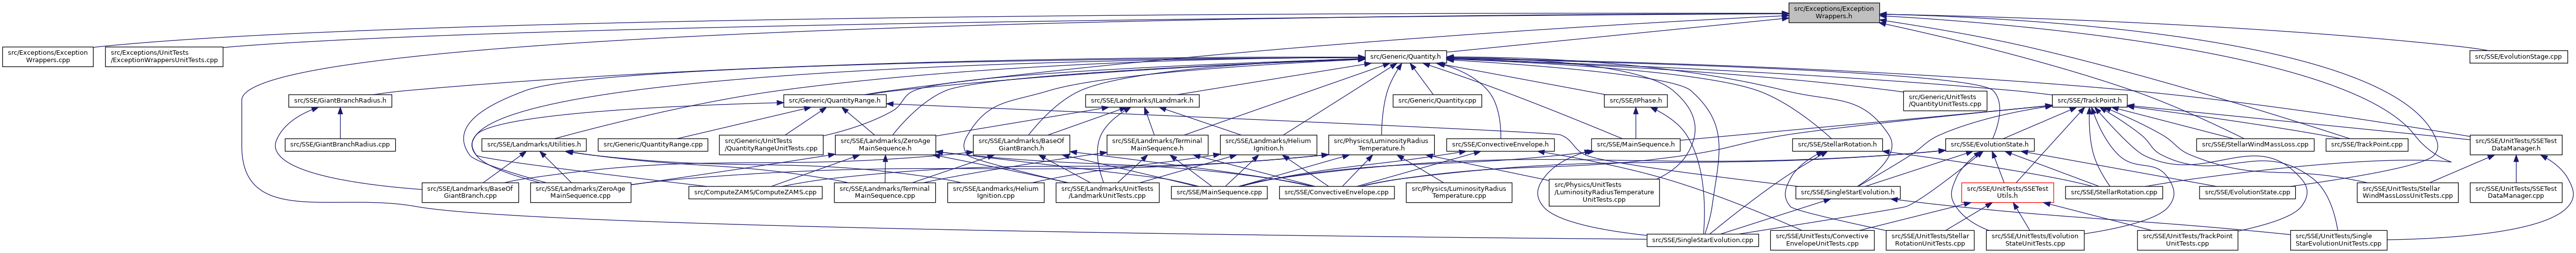 src/Exceptions/Exception
Wrappers.h
src/Exceptions/Exception
Wrappers.cpp
src/Exceptions/UnitTests
/ExceptionWrappersUnitTests.cpp
src/Generic/Quantity.h
src/SSE/EvolutionStage.cpp
src/SSE/GiantBranchRadius.h
src/Generic/QuantityRange.h
src/SSE/Landmarks/ILandmark.h
src/Generic/Quantity.cpp
src/SSE/IPhase.h
src/Generic/UnitTests
/QuantityUnitTests.cpp
src/SSE/TrackPoint.h
src/SSE/GiantBranchRadius.cpp
src/SSE/Landmarks/Utilities.h
src/Generic/QuantityRange.cpp
src/Generic/UnitTests
/QuantityRangeUnitTests.cpp
src/SSE/Landmarks/ZeroAge
MainSequence.h
src/SSE/Landmarks/BaseOf
GiantBranch.h
src/SSE/Landmarks/Terminal
MainSequence.h
src/SSE/Landmarks/Helium
Ignition.h
src/Physics/LuminosityRadius
Temperature.h
src/SSE/ConvectiveEnvelope.h
src/SSE/MainSequence.h
src/SSE/StellarRotation.h
src/SSE/EvolutionState.h
src/SSE/StellarWindMassLoss.cpp
src/SSE/TrackPoint.cpp
src/SSE/UnitTests/SSETest
DataManager.h
src/SSE/Landmarks/BaseOf
GiantBranch.cpp
src/SSE/Landmarks/ZeroAge
MainSequence.cpp
src/ComputeZAMS/ComputeZAMS.cpp
src/SSE/Landmarks/Terminal
MainSequence.cpp
src/SSE/Landmarks/Helium
Ignition.cpp
src/SSE/Landmarks/UnitTests
/LandmarkUnitTests.cpp
src/SSE/MainSequence.cpp
src/SSE/ConvectiveEnvelope.cpp
src/Physics/LuminosityRadius
Temperature.cpp
src/Physics/UnitTests
/LuminosityRadiusTemperature
UnitTests.cpp
src/SSE/SingleStarEvolution.h
src/SSE/UnitTests/SSETest
Utils.h
src/SSE/StellarRotation.cpp
src/SSE/EvolutionState.cpp
src/SSE/UnitTests/Stellar
WindMassLossUnitTests.cpp
src/SSE/UnitTests/SSETest
DataManager.cpp
src/SSE/SingleStarEvolution.cpp
src/SSE/UnitTests/Convective
EnvelopeUnitTests.cpp
src/SSE/UnitTests/Stellar
RotationUnitTests.cpp
src/SSE/UnitTests/Evolution
StateUnitTests.cpp
src/SSE/UnitTests/TrackPoint
UnitTests.cpp
src/SSE/UnitTests/Single
StarEvolutionUnitTests.cpp